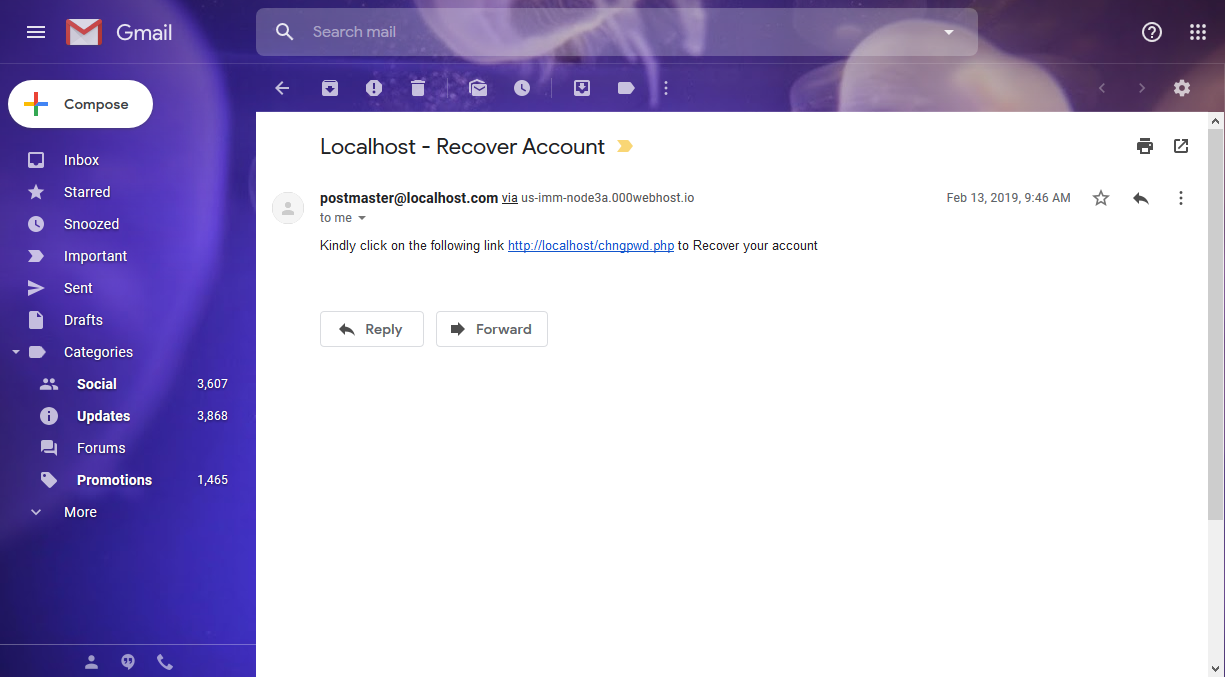 Gmail
Search mail
Compose
Inbox
Starred
Snoozed
Important
Sent
Drafts
Categories
Social 3,607
Updates 3,868
Forums
Promotions 1,465
More
Localhost - Recover Account
postmaster@localhost.com via us-imm-node3a.000webhost.io Feb 13, 2019, 9:46 AM
to me
Kindly click on the following link http://localhost/chngpwd.php to Recover your account
Reply Forward